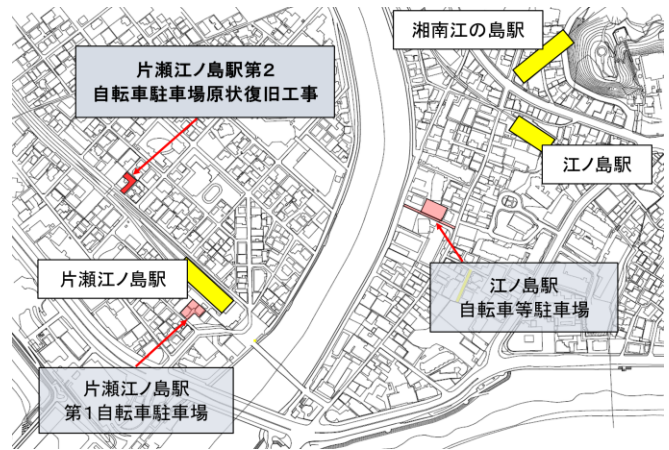 湘南江の島駅
片瀬江ノ島駅第2
自転車駐車場原状復旧工事
江ノ島駅
片瀬江ノ島駅
江ノ島駅
自転車等駐車場
片瀬江ノ島駅
第1自転車駐車場